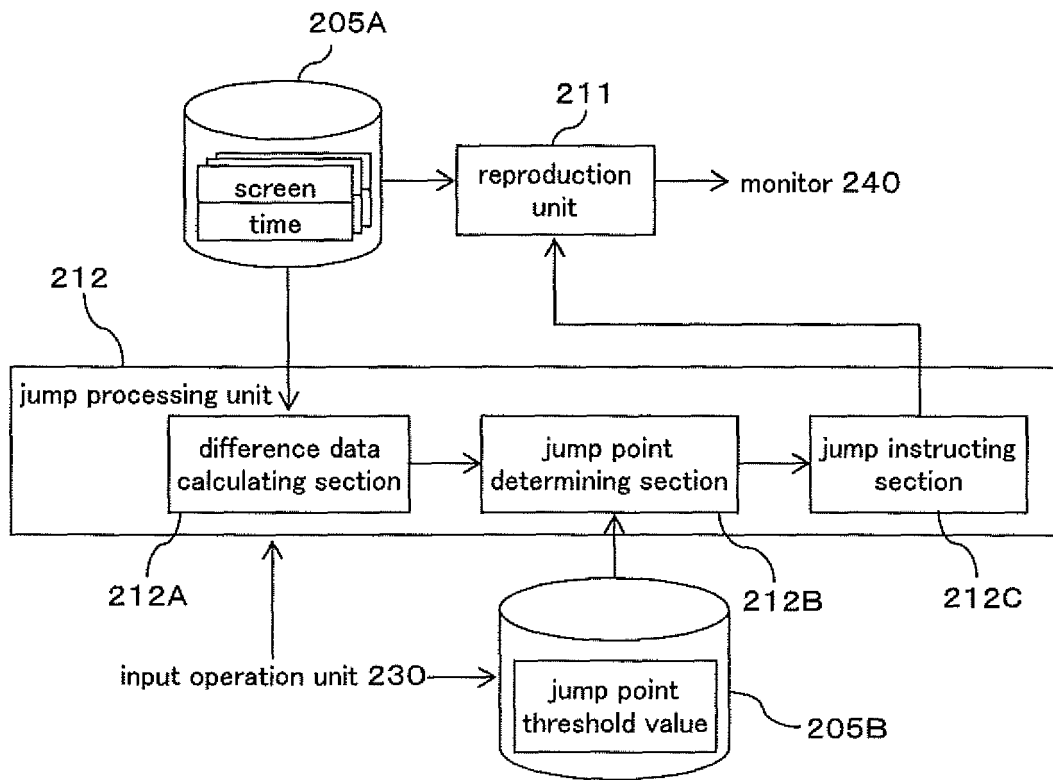 205A
211
screen
time
reproduction
unit
monitor 240
212
jump processing unit
difference data
calculating section
jump point
determining section
jump instructing
section
212A
212B
212C
input operation unit 230
jump point
threshold value
205B